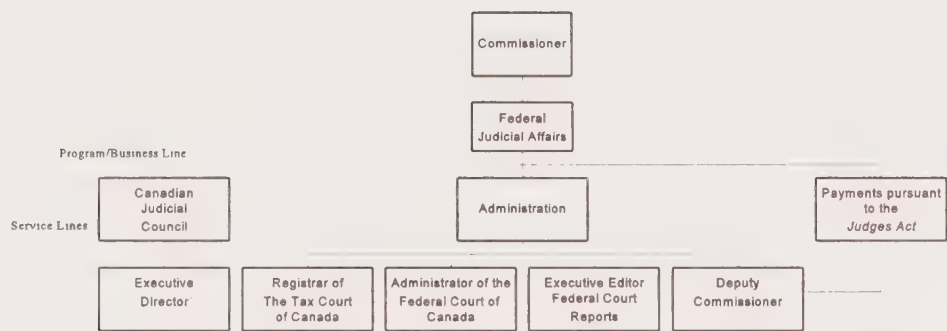 Commissioner
Federal
Judicial Affairs
Program/Business Line
Service Lines
Canadian
Judicial
Council
Administration
Payments pursuant
to the
Judges Act
Executive
Director
Registrar of
The Tax Court
of Canada
Administrator of the
Federal Court of
Canada
Executive Editor
Federal Court
Reports
Deputy
Commissioner